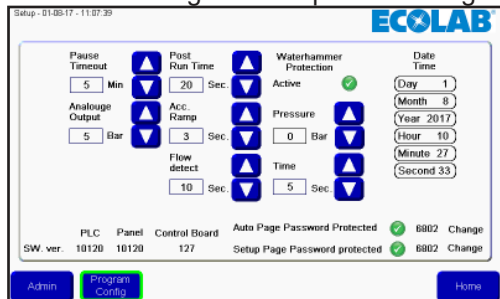 Setup - 01-08-17 - 11:07:39
ECOLAB
Pause Timeout
5 Min
Analouge Output
5 Bar
Post Run Time
20 Sec.
Acc. Ramp
3 Sec.
Flow detect
10 Sec.
Waterhammer Protection
Active
Pressure
0 Bar
Time
5 Sec.
Date Time
Day 1
Month 8
Year 2017
Hour 10
Minute 27
Second 33
PLC Panel Control Board
SW. ver. 10120 10120 127
Auto Page Password Protected 6802 Change
Setup Page Password protected 6802 Change
Admin
Program Config
Home